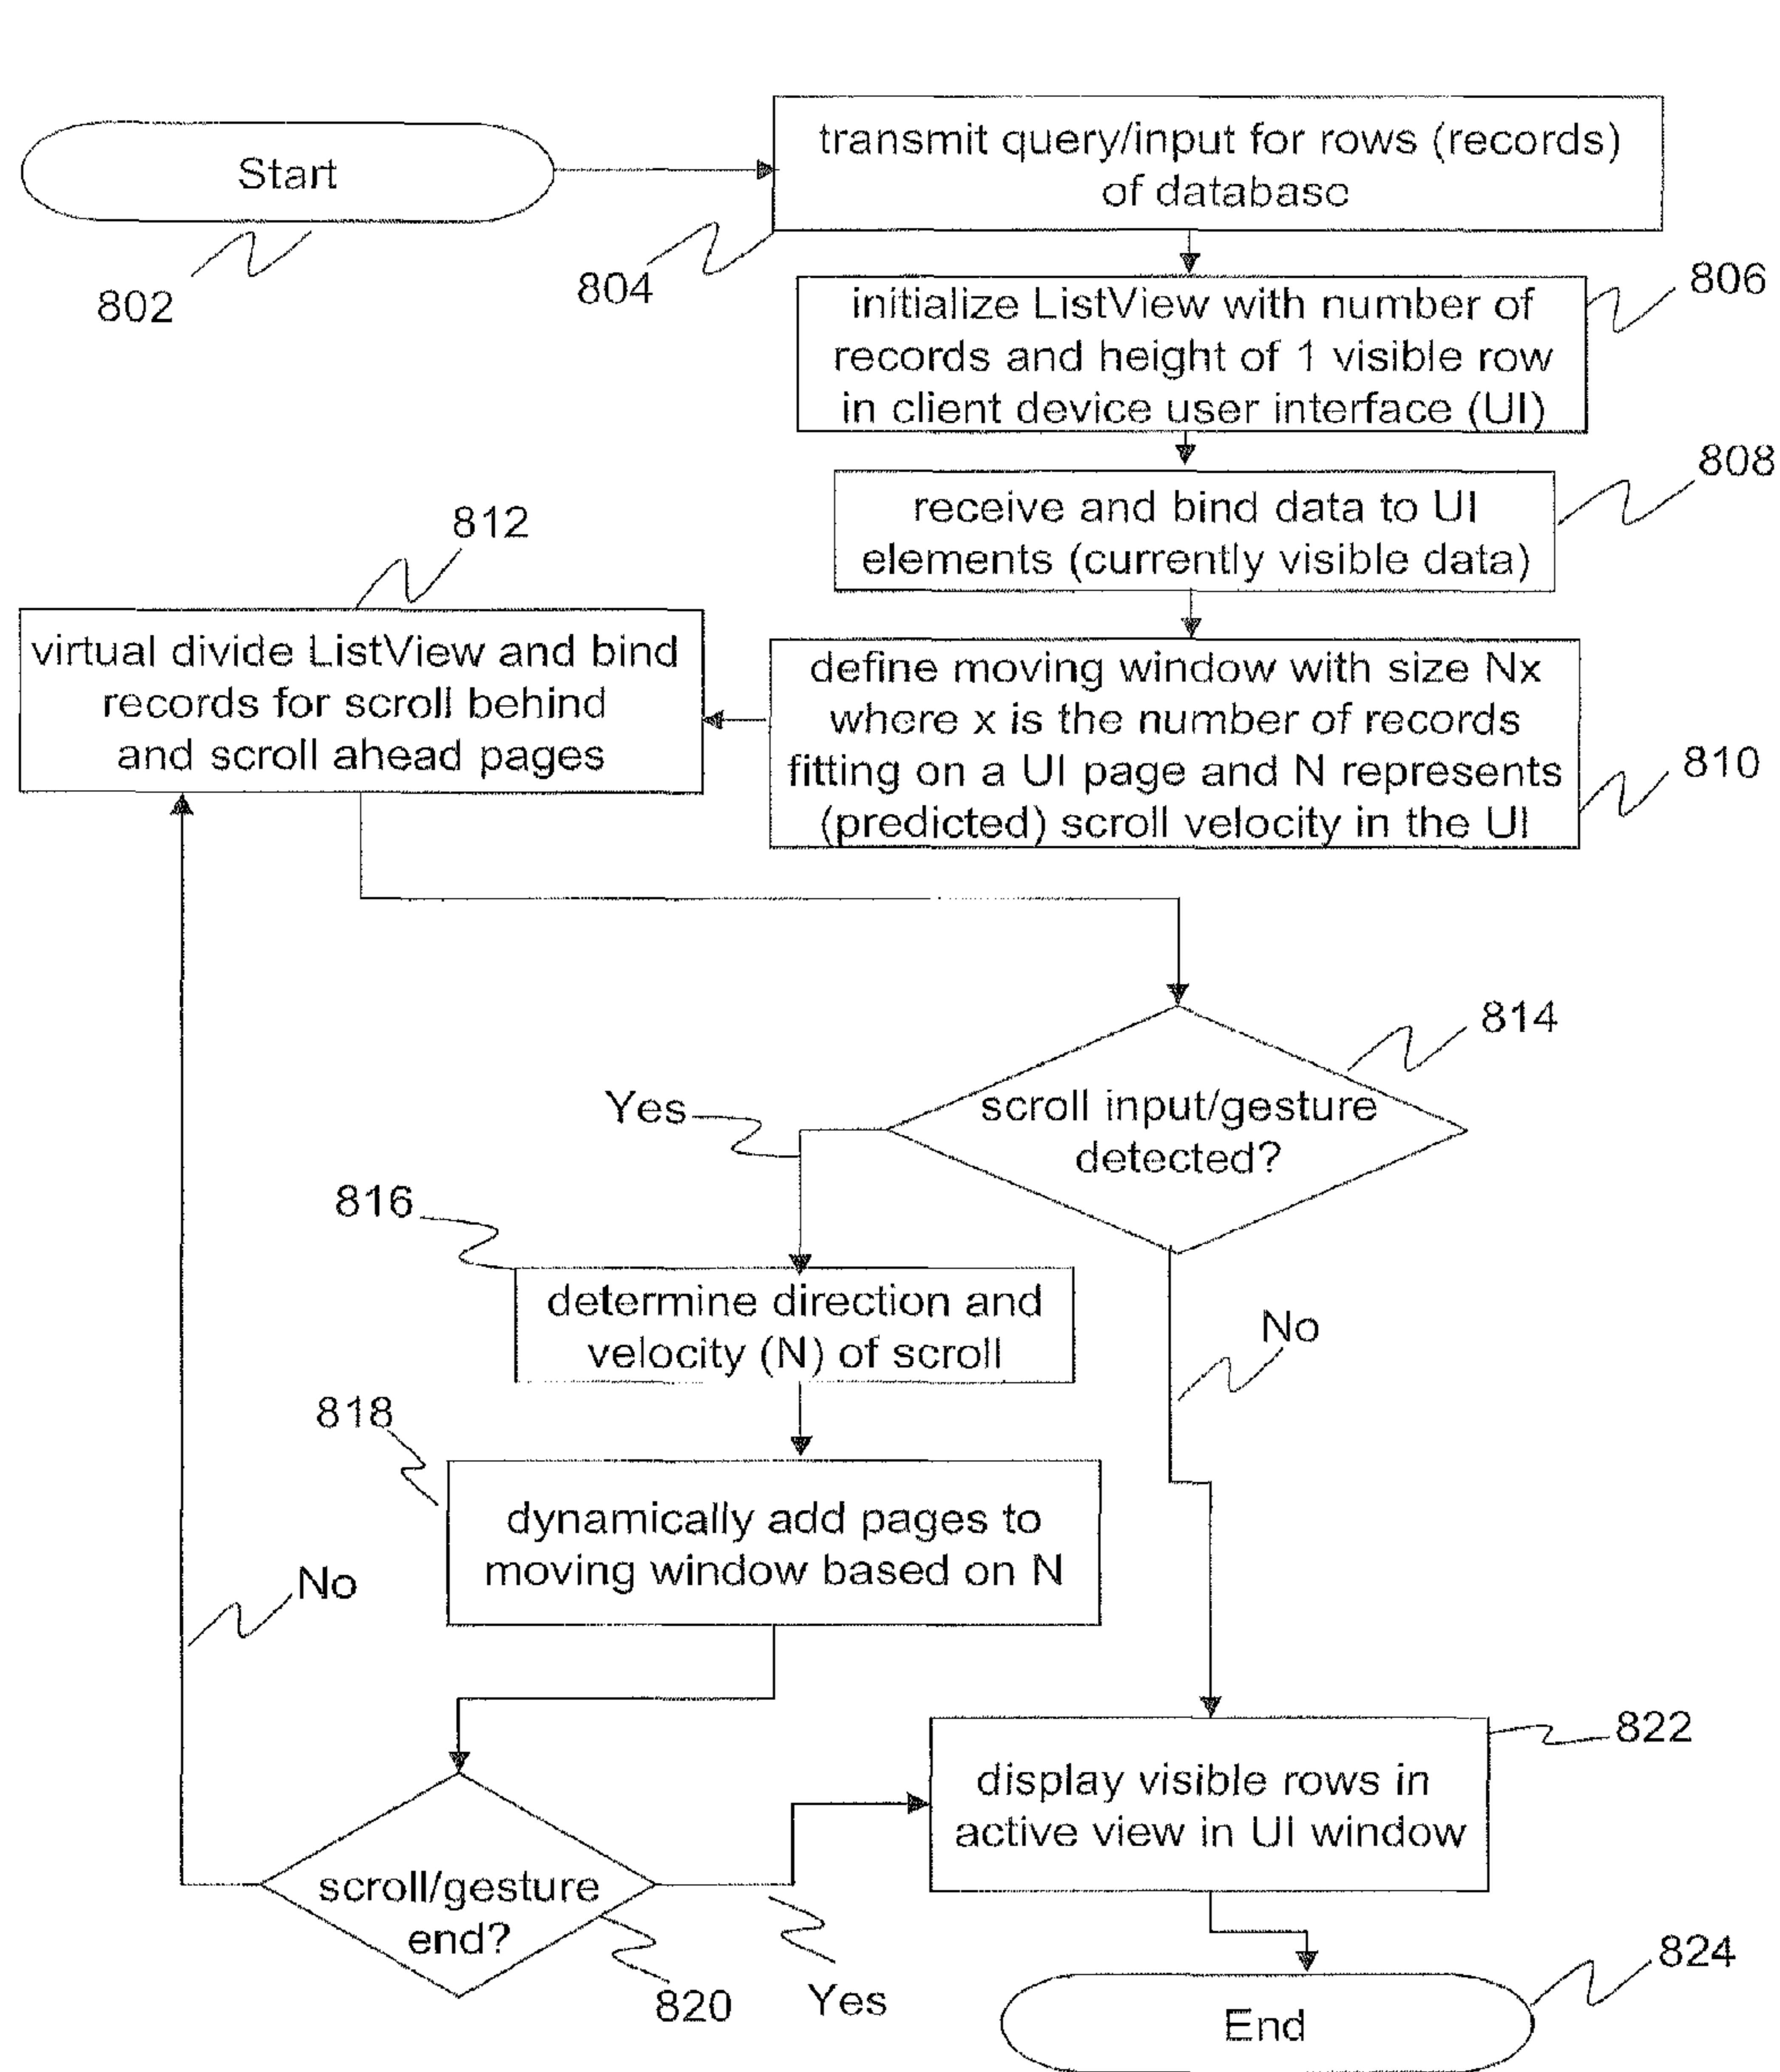 Start
802
transmit query/input for rows (records)
of database
804
initialize ListView with number of
records and height of 1 visible row
in client device user interface (UI)
806
receive and bind data to UI
elements (currently visible data)
808
define moving window with size Nx
where x is the number of records
fitting on a UI page and N represents
(predicted) scroll velocity in the UI
810
812
virtual divide ListView and bind
records for scroll behind
and scroll ahead pages
scroll input/gesture
detected?
814
Yes
No
816
determine direction and
velocity (N) of scroll
818
dynamically add pages to
moving window based on N
scroll/gesture
end?
820
No
Yes
display visible rows in
active view in UI window
822
End
824